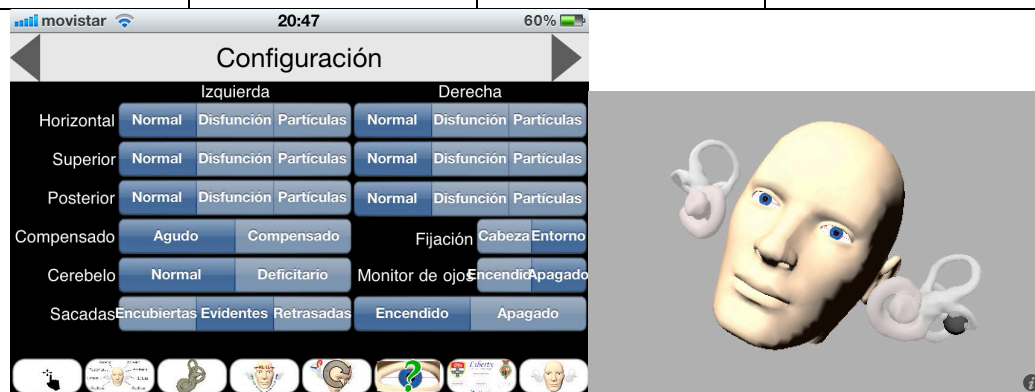 movistar 20:47 60%
Configuración
Izquierda Derecha
Horizontal Normal Disfunción Partículas Normal Disfunción Partículas
Superior Normal Disfunción Partículas Normal Disfunción Partículas
Posterior Normal Disfunción Partículas Normal Disfunción Partículas
Compensado Agudo Compensado Fijación Cabeza Entorno
Cerebelo Normal Deficitario Monitor de ojos Encendido Apagado
Sacadas Encubiertas Evidentes Retrasadas Encendido Apagado
?
Liberty